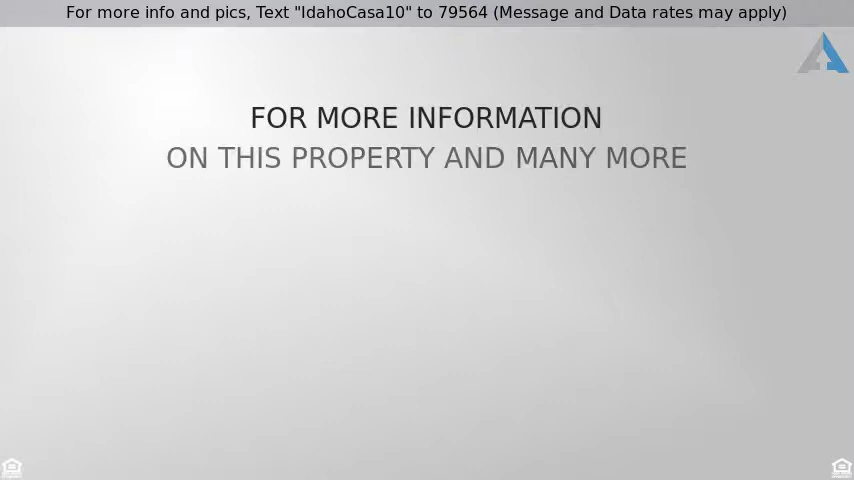 For more info and pics, Text "IdahoCasa10" to 79564 (Message and Data rates may apply)
FOR MORE INFORMATION
ON THIS PROPERTY AND MANY MORE